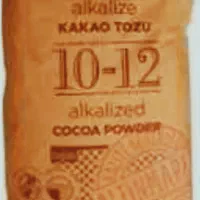 alkalize
KAKAO TOZU
10-12
alkalized
COCOA POWDER